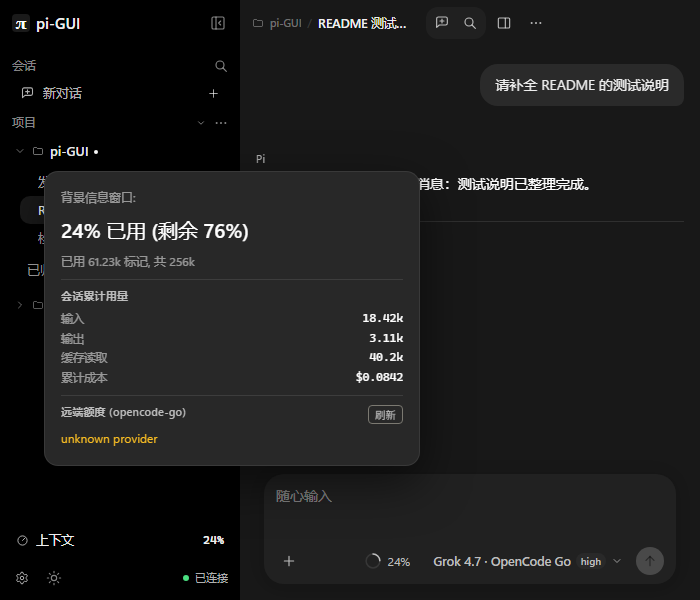 pi-GUI
会话
新对话
项目
pi-GUI
背景信息窗口:
24% 已用 (剩余 76%)
已用 61.23k 标记, 共 256k
会话累计用量
输入 18.42k
输出 3.11k
缓存读取 40.2k
累计成本 $0.0842
远端额度 (opencode-go) 刷新
unknown provider
上下文 24%
已连接
pi-GUI / README 测试...
请补全 README 的测试说明
Pi
消息：测试说明已整理完成。
随心输入
24% Grok 4.7 · OpenCode Go high